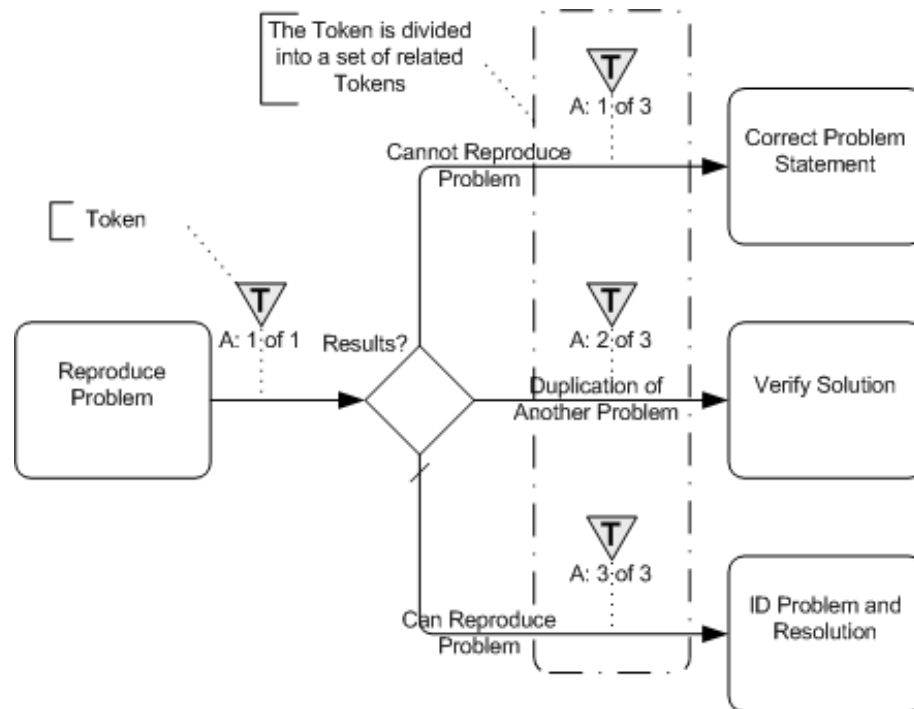 The Token is divided
into a set of related
Tokens
T
A: 1 of 3
Cannot Reproduce
Problem
Correct Problem
Statement
Token
T
A: 1 of 1
Reproduce
Problem
Results?
T
A: 2 of 3
Duplication of
Another Problem
Verify Solution
T
A: 3 of 3
Can Reproduce
Problem
ID Problem and
Resolution